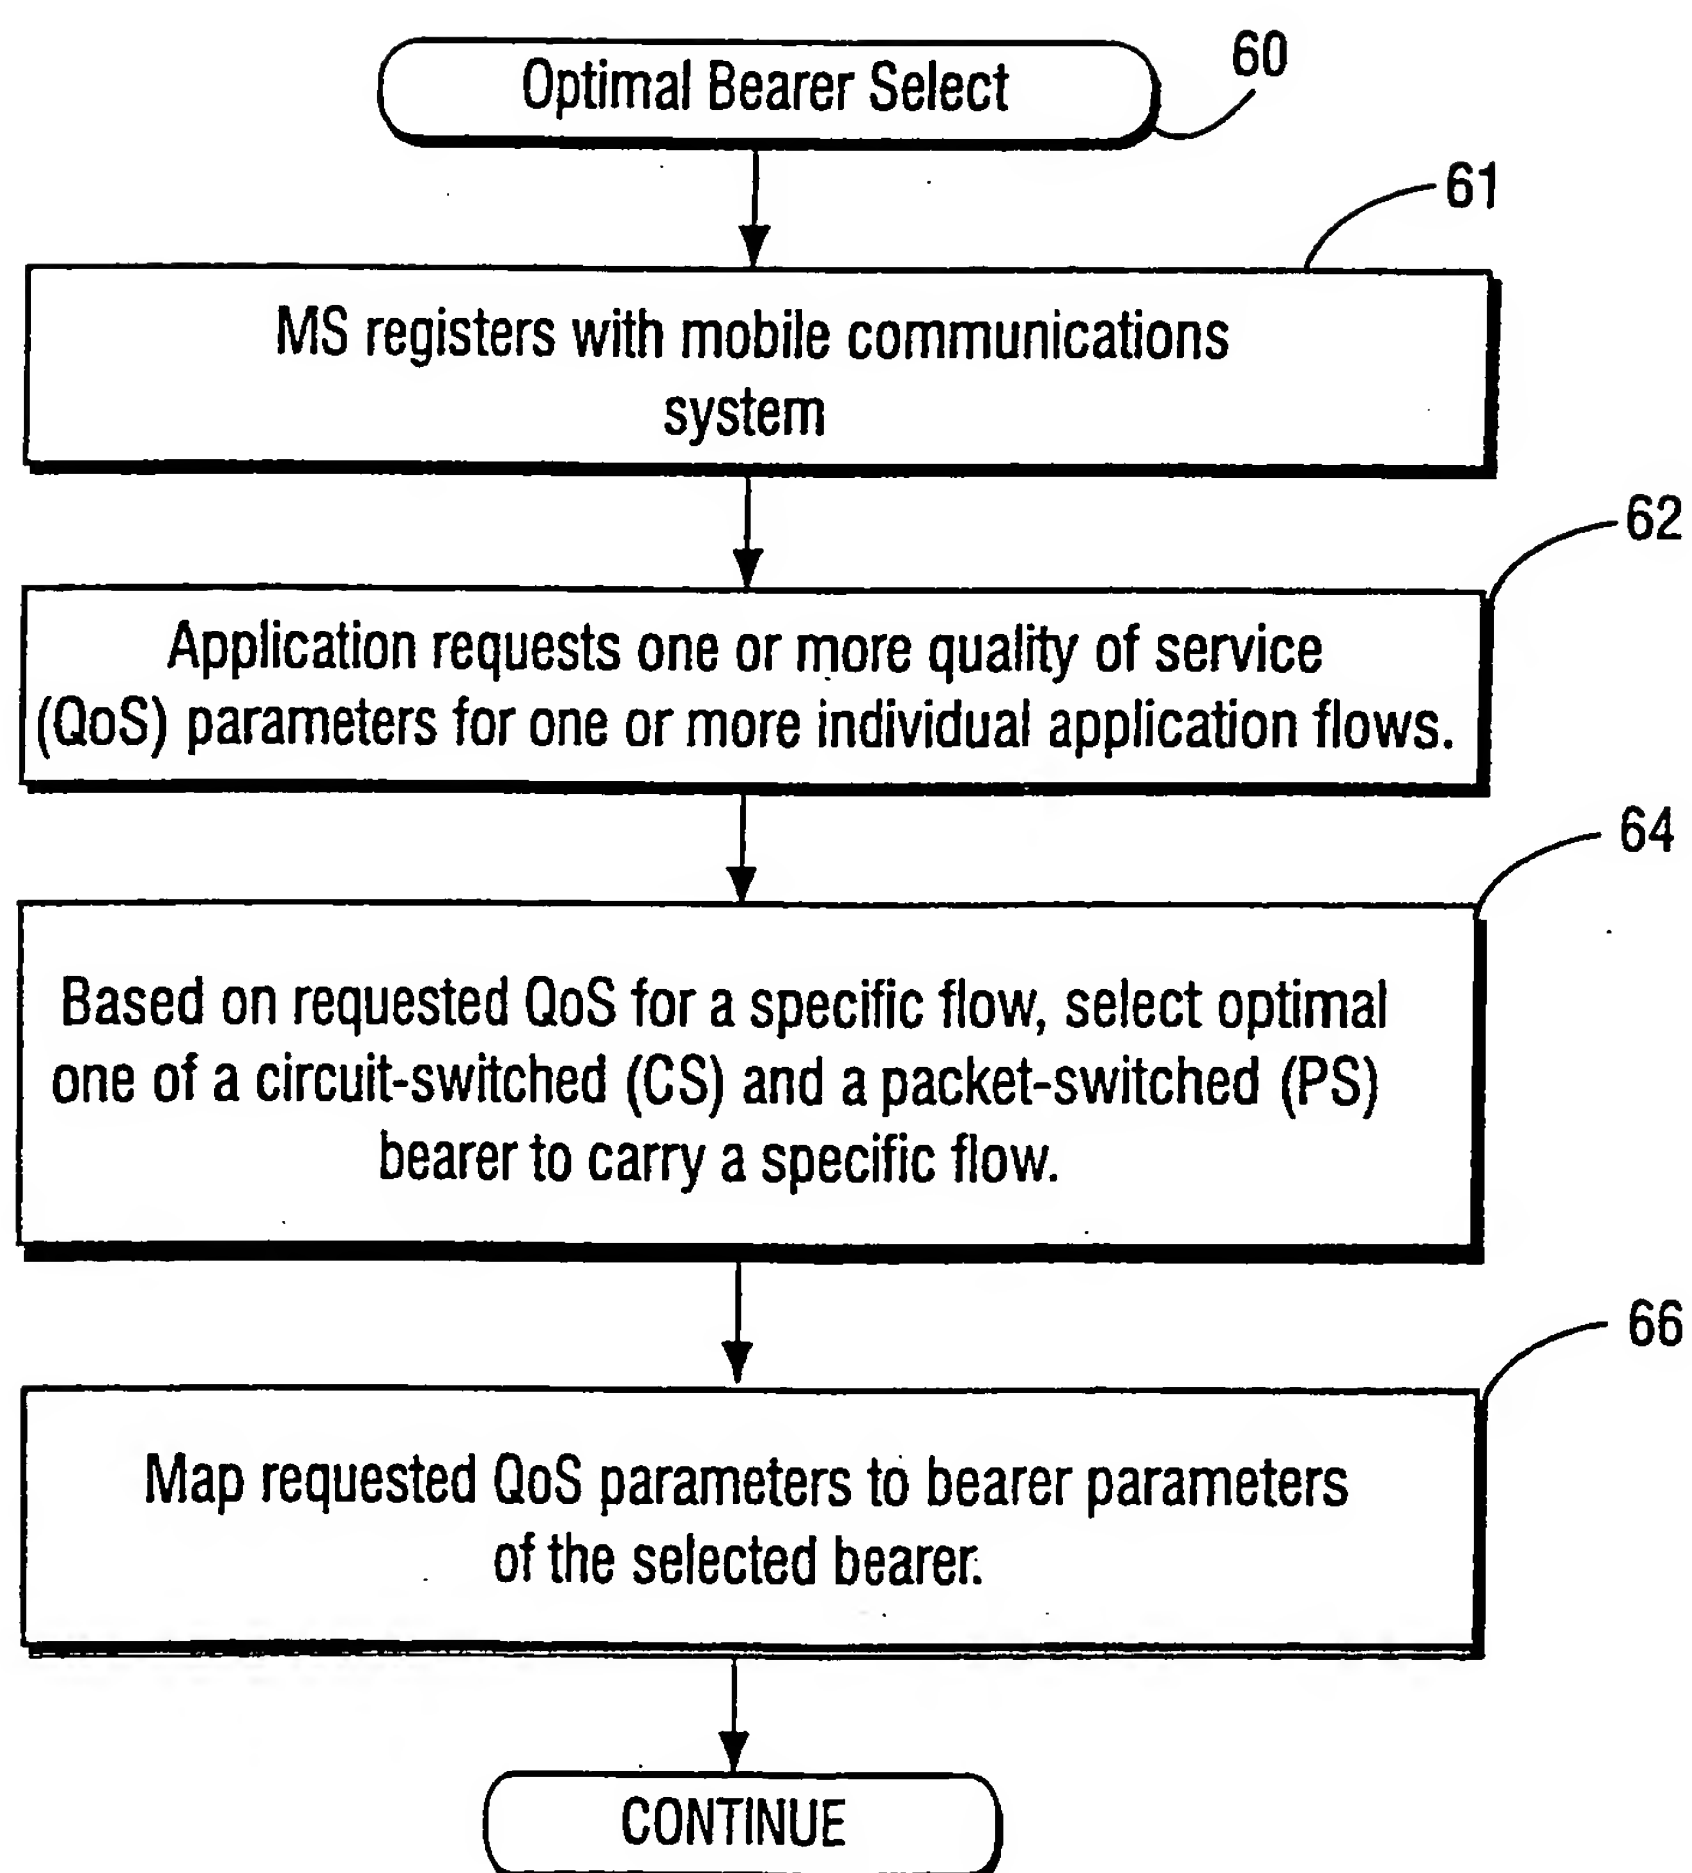 Optimal Bearer Select
60
61
MS registers with mobile communications
system
62
Application requests one or more quality of service
(QoS) parameters for one or more individual application flows.
64
Based on requested QoS for a specific flow, select optimal
one of a circuit-switched (CS) and a packet-switched (PS)
bearer to carry a specific flow.
66
Map requested QoS parameters to bearer parameters
of the selected bearer.
CONTINUE